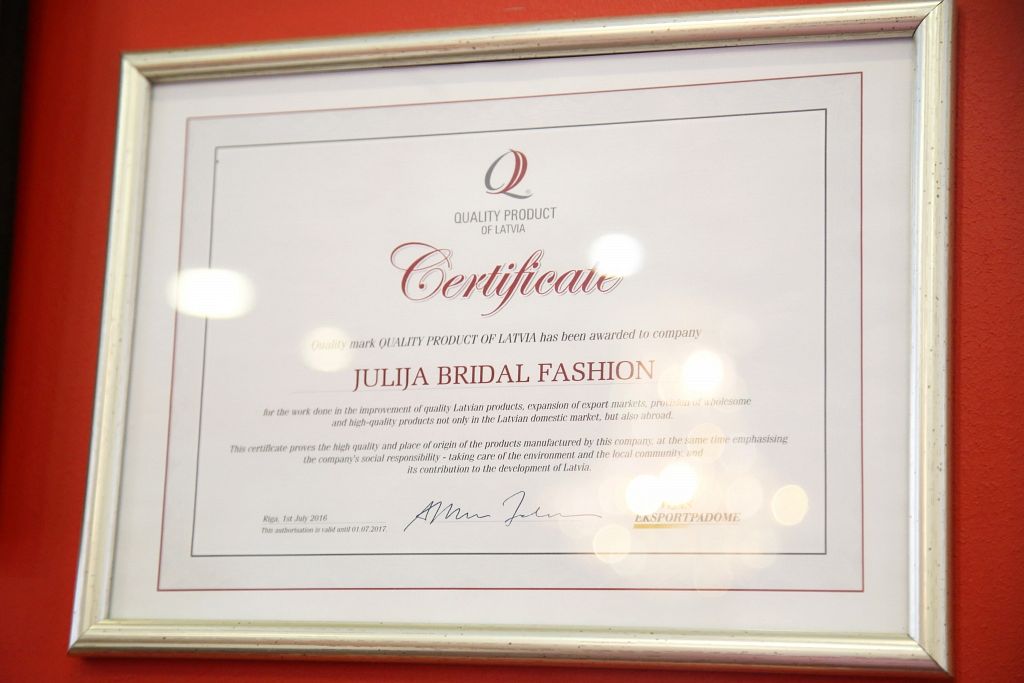 QUALITY PRODUCT
OF LATVIA
Certificate
Quality mark QUALITY PRODUCT OF LATVIA has been awarded to company
JULIJA BRIDAL FASHION
for the work done in the improvement of quality Latvian products, expansion of export markets, provision of wholesome
and high-quality products not only in the Latvian domestic market, but also abroad.
This certificate proves the high quality and place of origin of the products manufactured by this company, at the same time emphasising
the company's social responsibility - taking care of the environment and the local community, and
its contribution to the development of Latvia.
Riga, 1st July 2016
This authorisation is valid until 01.07.2017.
EKSPORTPADOME